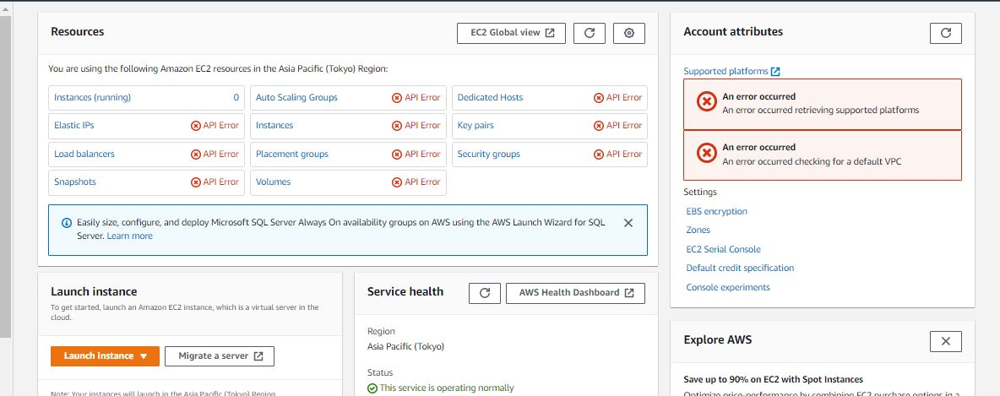 Resources
EC2 Global view
You are using the following Amazon EC2 resources in the Asia Pacific (Tokyo) Region:
Instances (running) 0
Auto Scaling Groups API Error
Dedicated Hosts API Error
Elastic IPs API Error
Instances API Error
Key pairs API Error
Load balancers API Error
Placement groups API Error
Security groups API Error
Snapshots API Error
Volumes API Error
Easily size, configure, and deploy Microsoft SQL Server Always On availability groups on AWS using the AWS Launch Wizard for SQL
Server. Learn more
Launch instance
To get started, launch an Amazon EC2 instance, which is a virtual server in the
cloud.
Launch instance
Migrate a server
Note: Your instances will launch in the Asia Pacific (Tokyo) Region
Service health
AWS Health Dashboard
Region
Asia Pacific (Tokyo)
Status
This service is operating normally
Account attributes
Supported platforms
An error occurred
An error occurred retrieving supported platforms
An error occurred
An error occurred checking for a default VPC
Settings
EBS encryption
Zones
EC2 Serial Console
Default credit specification
Console experiments
Explore AWS
Save up to 90% on EC2 with Spot Instances
Optimize price-performance by combining EC2 purchase options in a